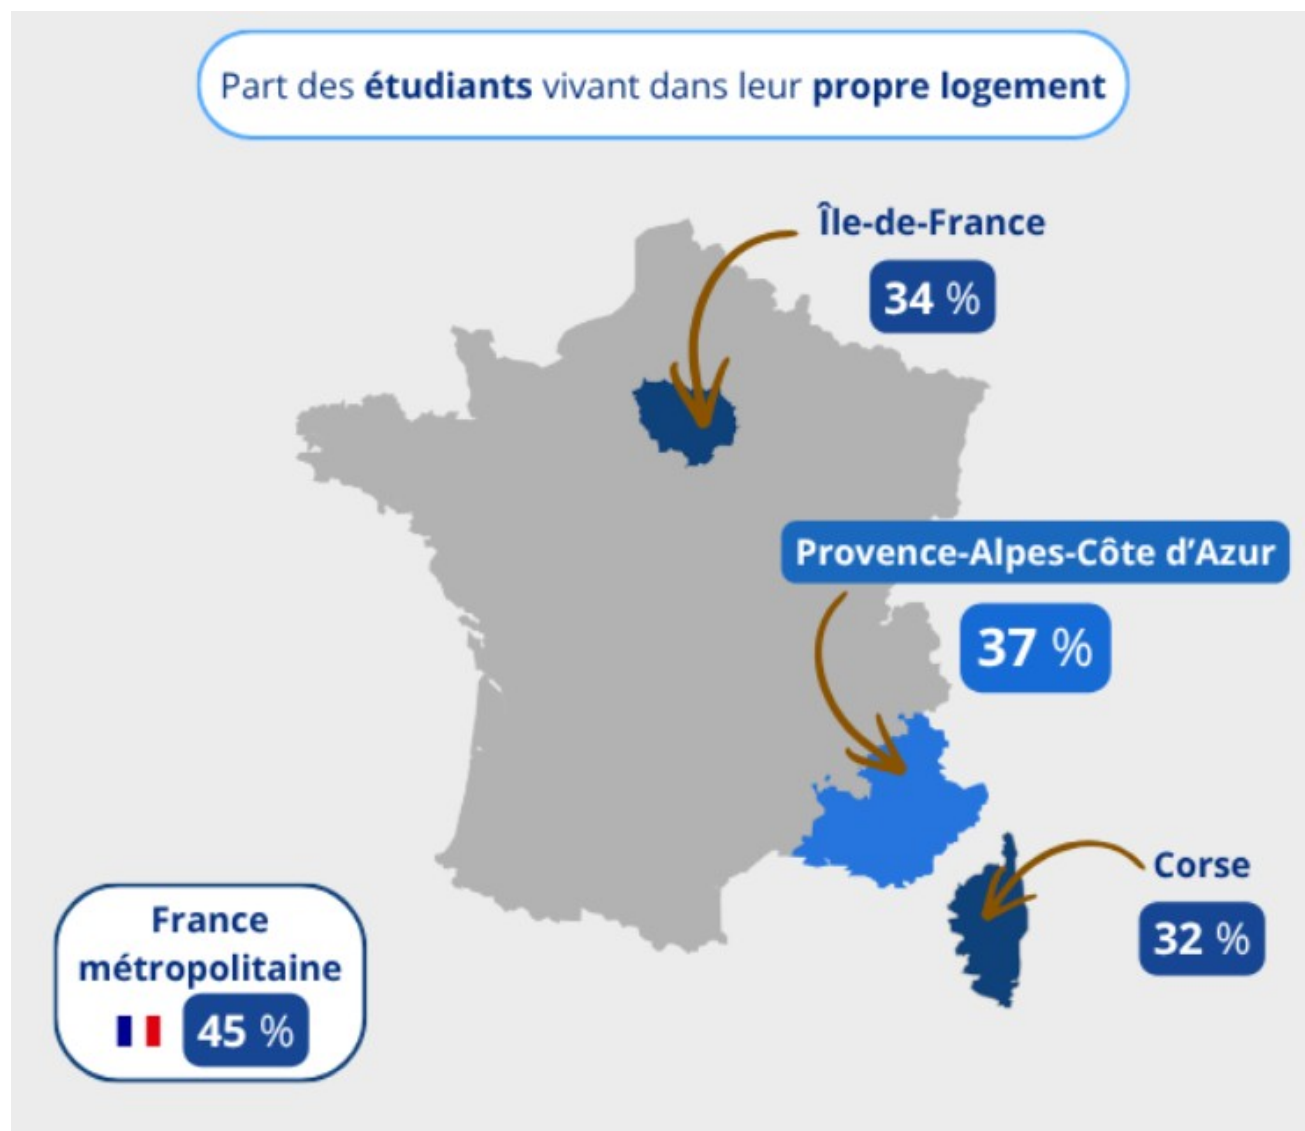 Part des étudiants vivant dans leur propre logement
Île-de-France
34 %
Provence-Alpes-Côte d’Azur
37 %
Corse
32 %
France
métropolitaine
45 %